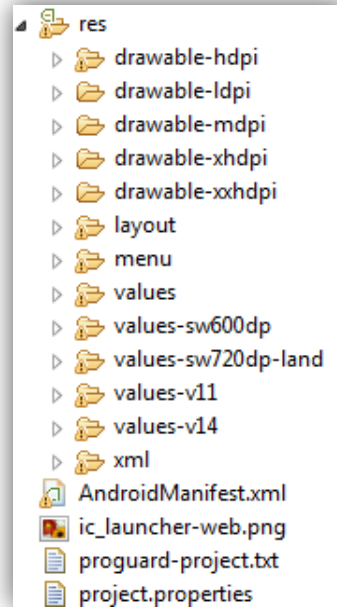 res
drawable-hdpi
drawable-ldpi
drawable-mdpi
drawable-xhdpi
drawable-xxhdpi
layout
menu
values
values-sw600dp
values-sw720dp-land
values-v11
values-v14
xml
AndroidManifest.xml
ic_launcher-web.png
proguard-project.txt
project.properties